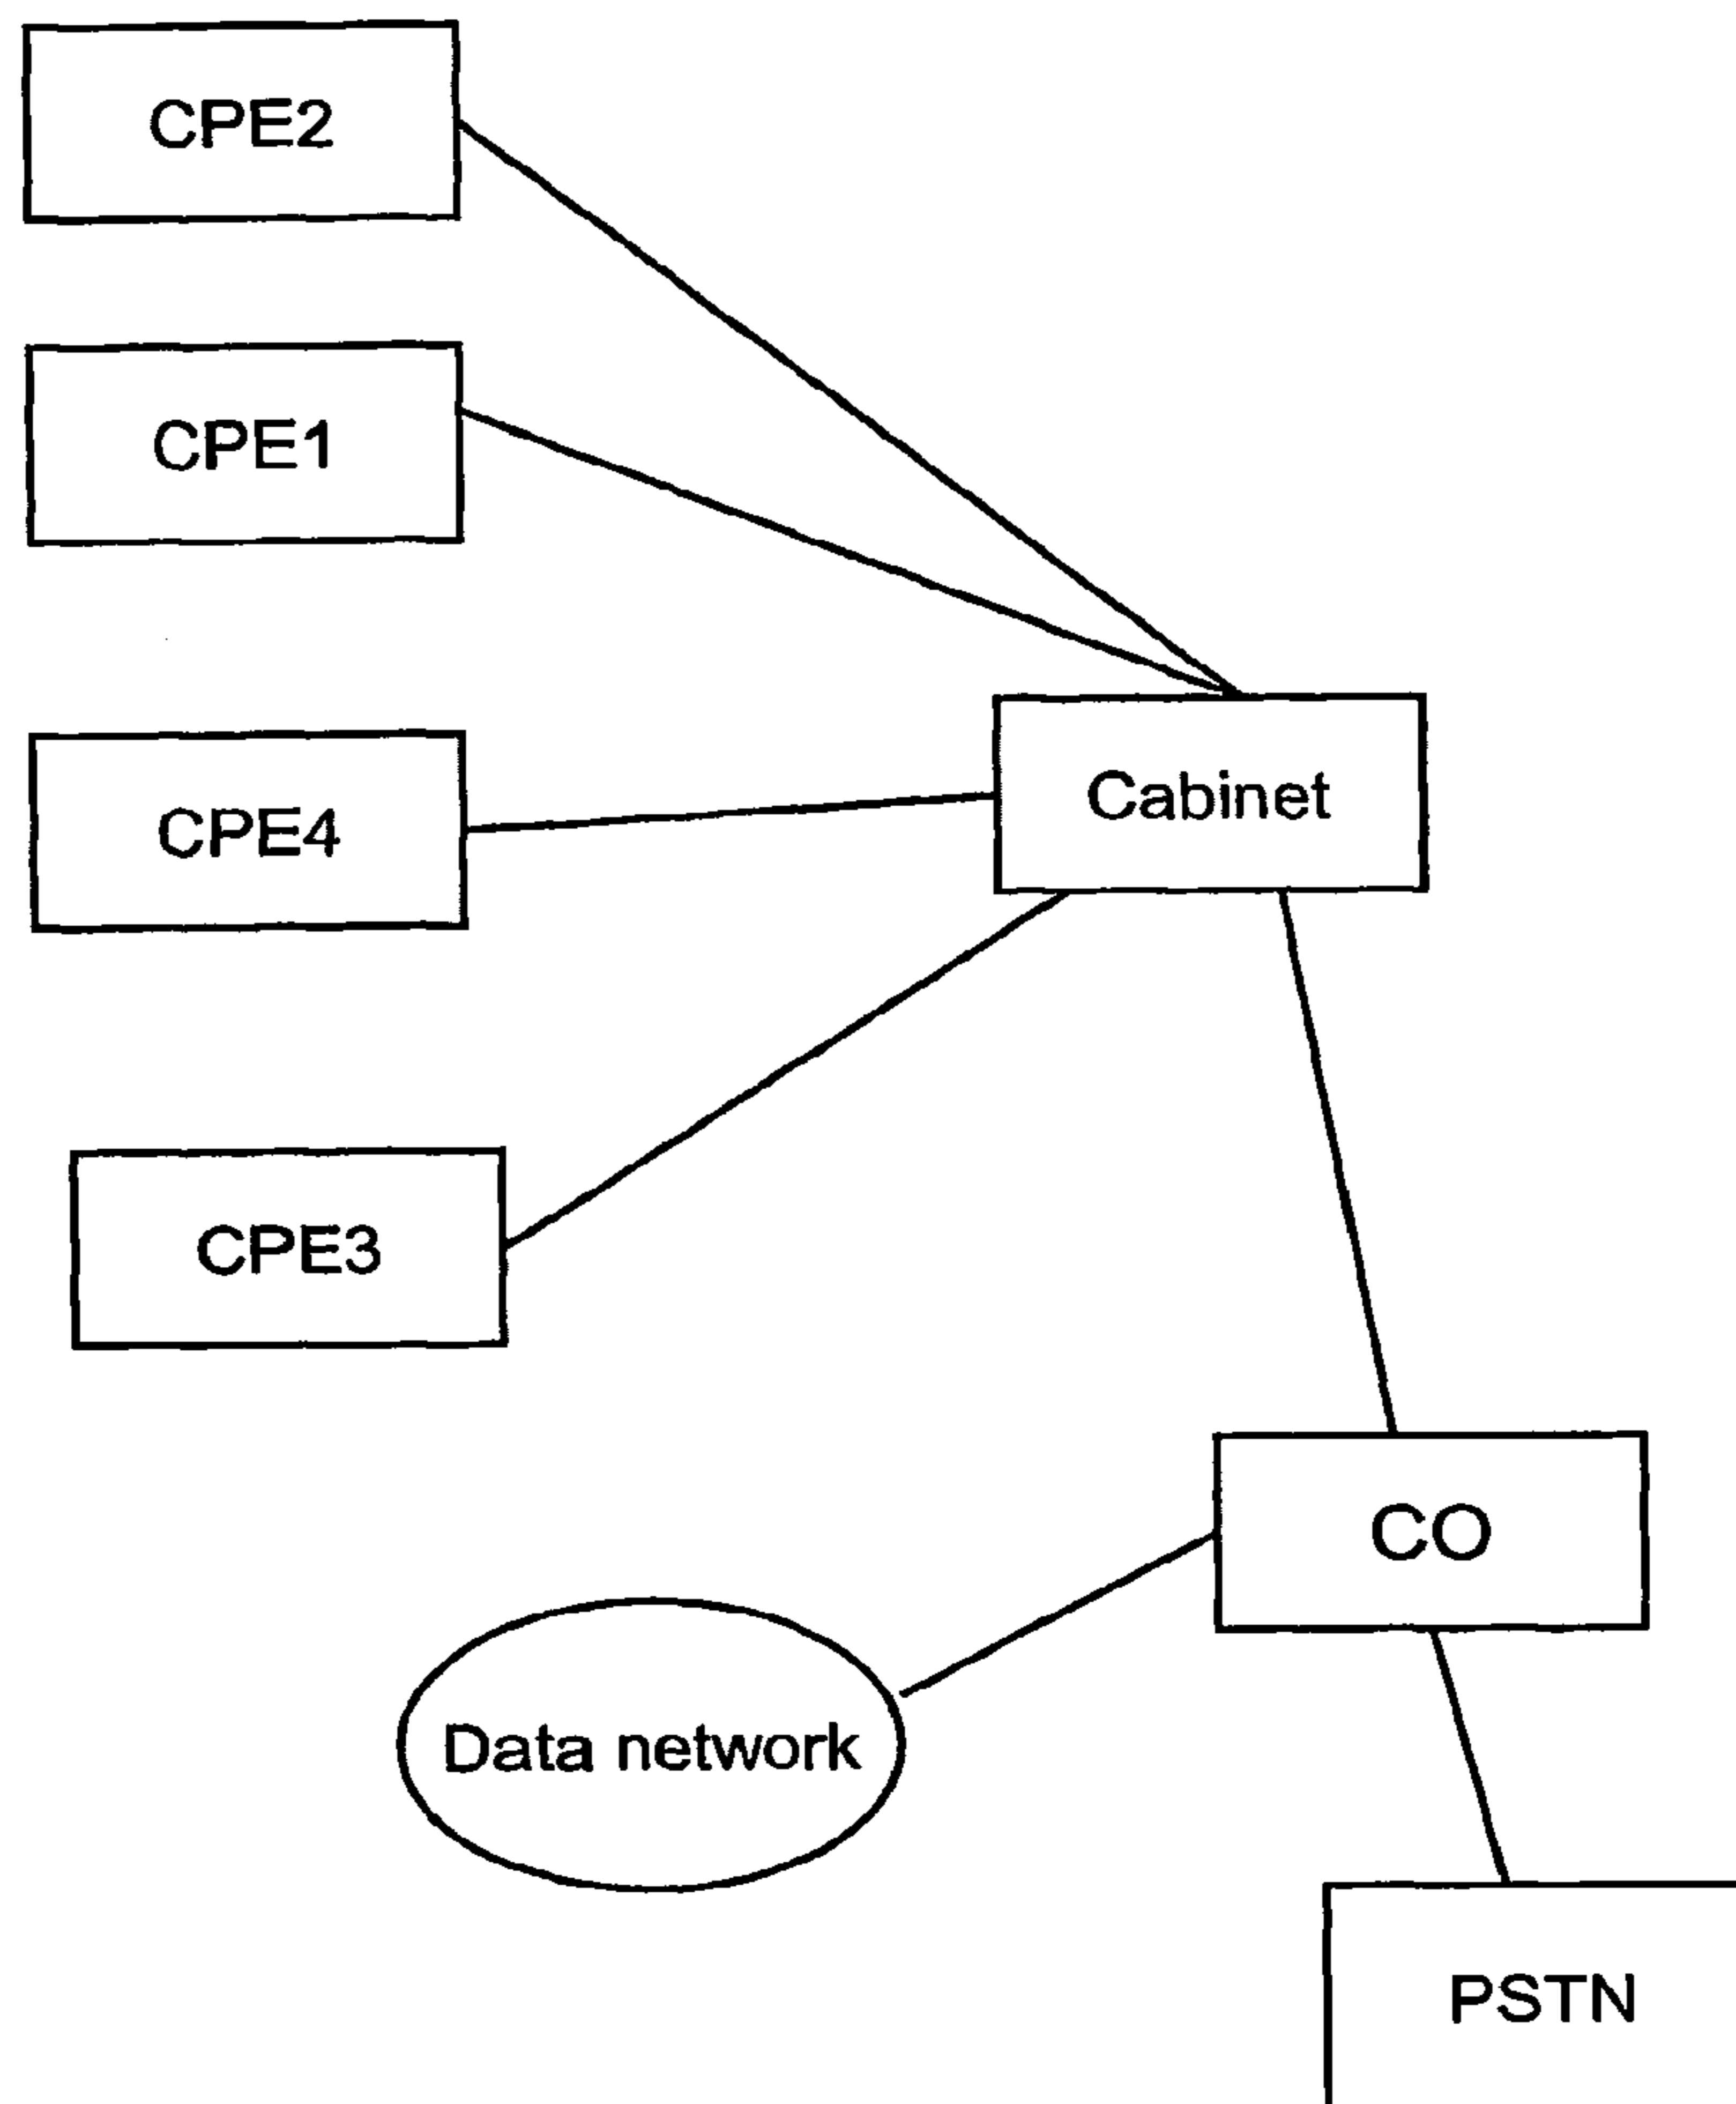 CPE2
CPE1
Cabinet
CPE4
CPE3
CO
Data network
PSTN